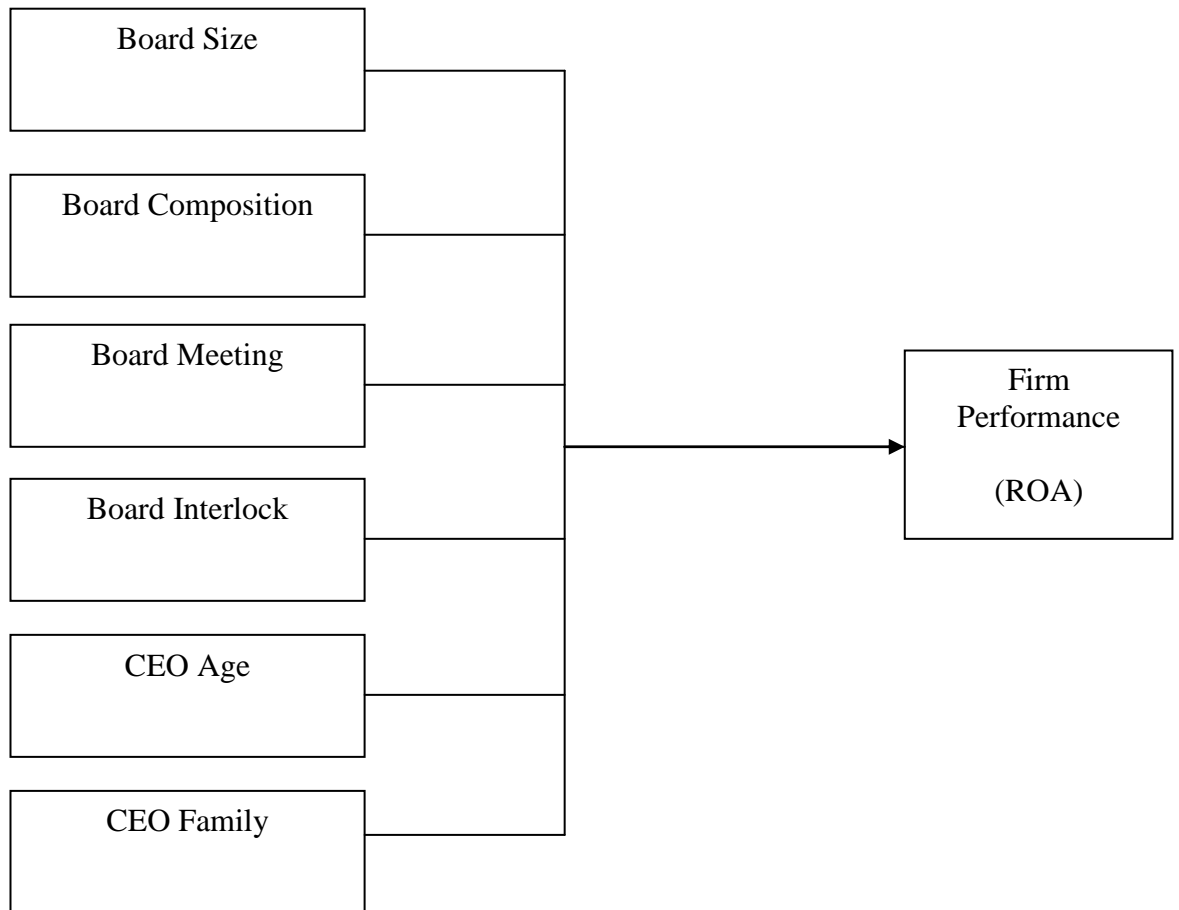 Board Size
Board Composition
Board Meeting
Board Interlock
CEO Age
CEO Family
Firm
Performance
(ROA)